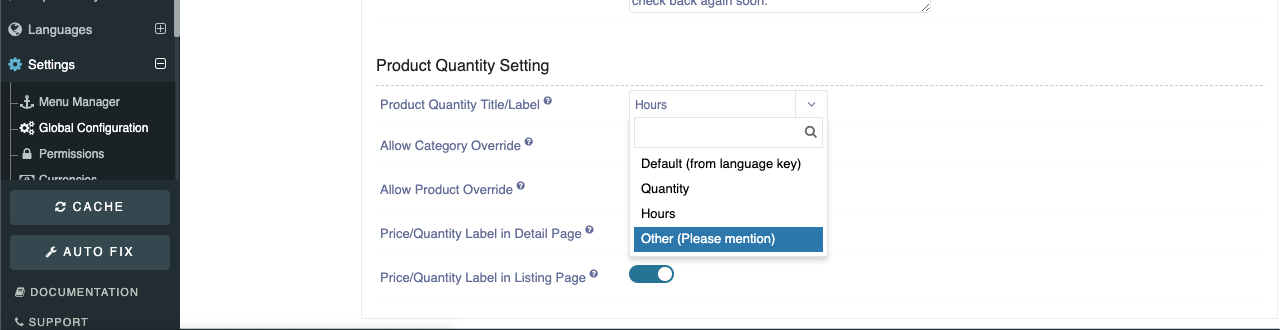 check back again soon.
Languages
Settings
Menu Manager
Global Configuration
Permissions
Currencies
CACHE
AUTO FIX
DOCUMENTATION
SUPPORT
Product Quantity Setting
Product Quantity Title/Label
Hours
Default (from language key)
Quantity
Hours
Other (Please mention)
Allow Category Override
Allow Product Override
Price/Quantity Label in Detail Page
Price/Quantity Label in Listing Page